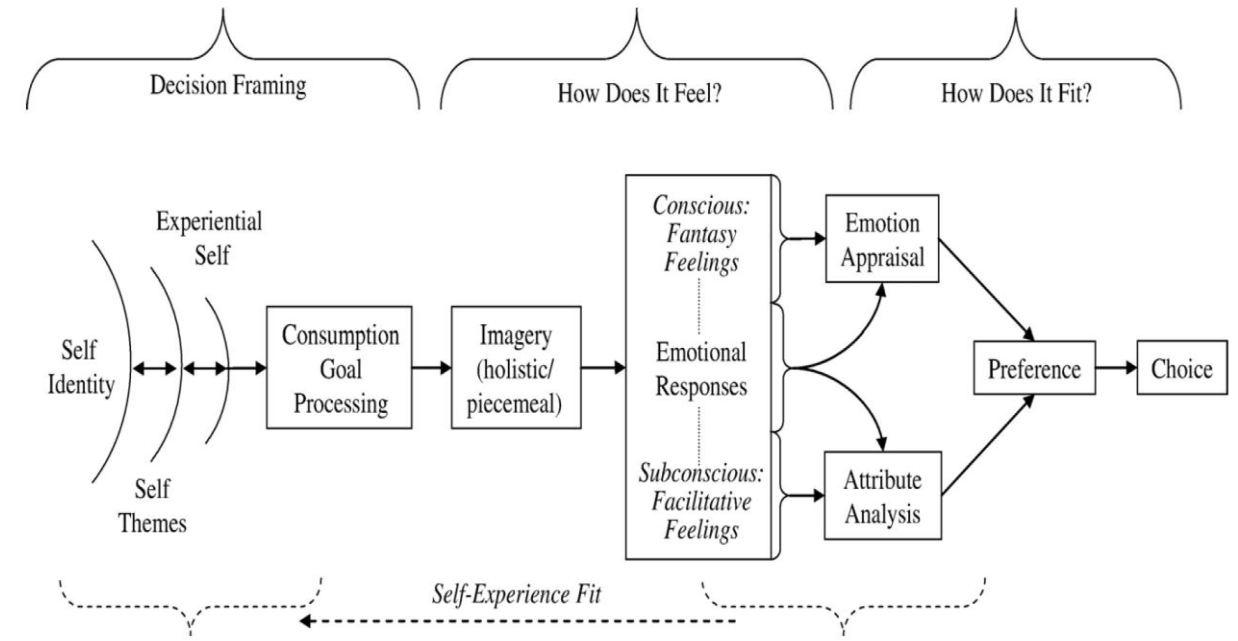 Decision Framing
How Does It Feel?
How Does It Fit?
Experiential
Self
Self
Identity
Self
Themes
Consumption
Goal
Processing
Imagery
(holistic/
piecemeal)
Conscious:
Fantasy
Feelings
Emotional
Responses
Subconscious:
Facilitative
Feelings
Emotion
Appraisal
Attribute
Analysis
Preference
Choice
Self-Experience Fit